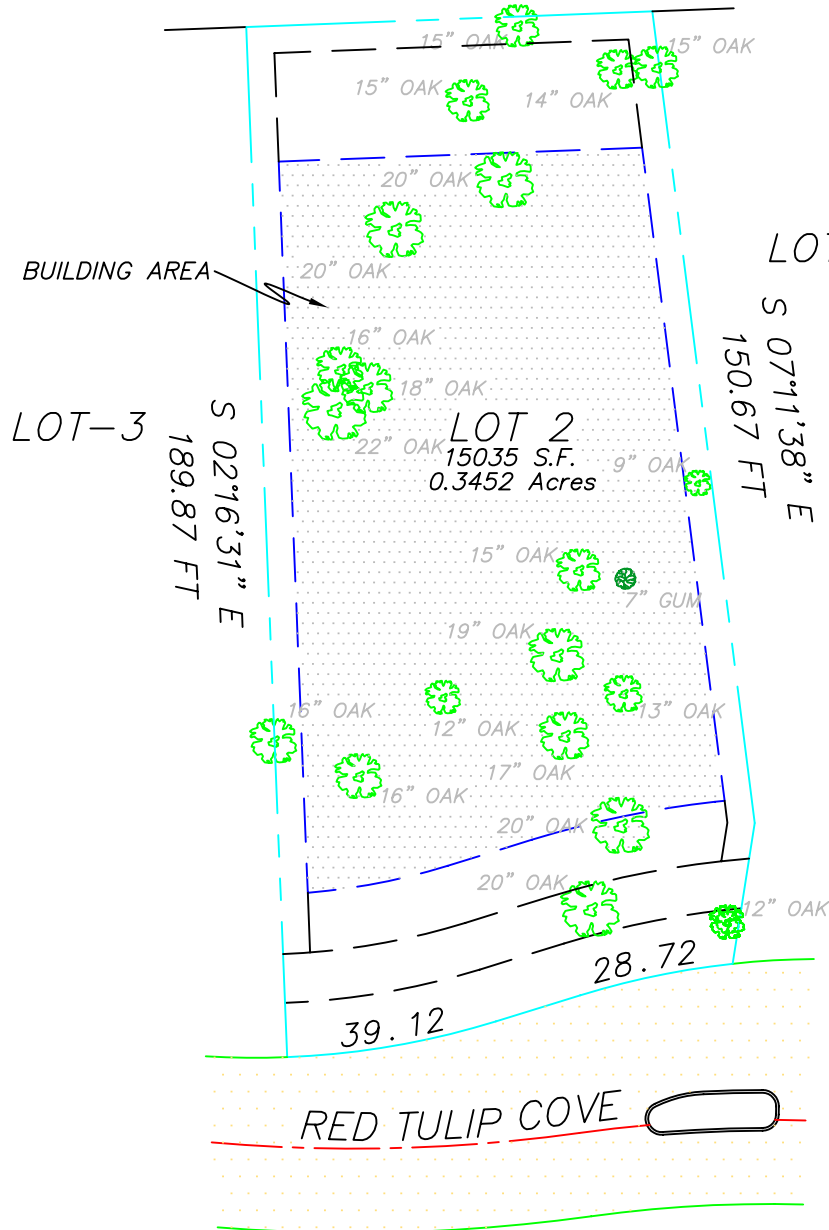 15” OAK
15” OAK
15” OAK
14” OAK
20” OAK
LOT
BUILDING AREA
20” OAK
S 07°11'38” E
150.67 FT
16” OAK
18” OAK
LOT-3
S 02°16'31” E
189.87 FT
22” OAK
LOT 2
15035 S.F.
0.3452 Acres
9” OAK
15” OAK
7” GUM
19” OAK
16” OAK
12” OAK
13” OAK
17” OAK
16” OAK
20” OAK
20” OAK
12” OAK
28.72
39.12
RED TULIP COVE